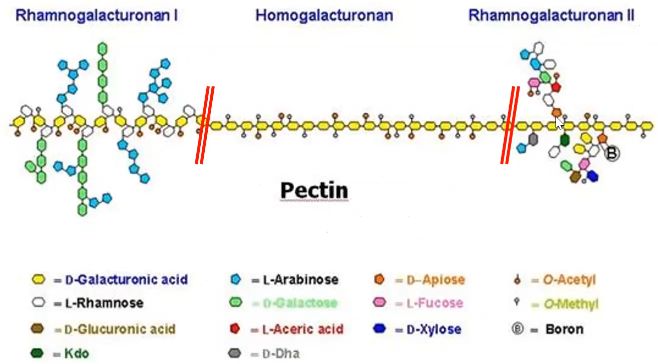 Rhamnogalacturonan I Homogalacturonan Rhamnogalacturonan II
B
Pectin
= D-Galacturonic acid = L-Arabinose = D-Apiose = O-Acetyl
= L-Rhamnose = D-Galactose = L-Fucose = O-Methyl
= D-Glucuronic acid = L-Aceric acid = D-Xylose B = Boron
= Kdo = D-Dha